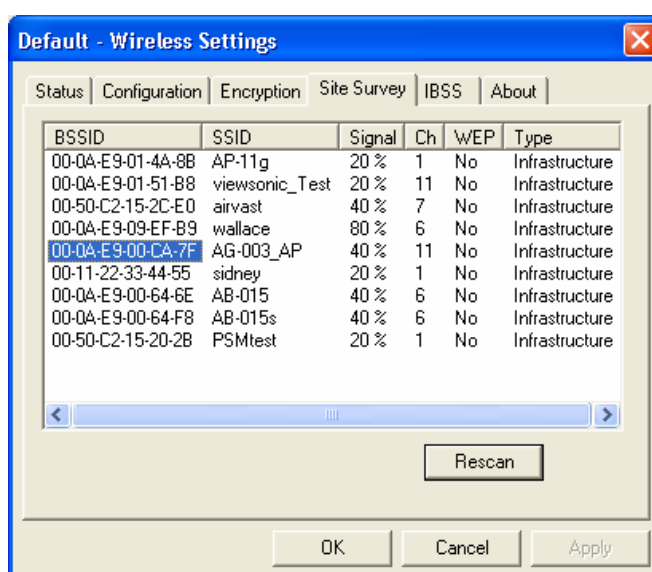 Default - Wireless Settings
Status Configuration Encryption Site Survey IBSS About
BSSID SSID Signal Ch WEP Type
00-0A-E9-01-4A-8B AP-11g 20 % 1 No Infrastructure
00-0A-E9-01-51-B8 viewsonic_Test 20 % 11 No Infrastructure
00-50-C2-15-2C-E0 airvast 40 % 7 No Infrastructure
00-0A-E9-09-EF-B9 wallace 80 % 6 No Infrastructure
00-0A-E9-00-CA-7F AG-003_AP 40 % 11 No Infrastructure
00-11-22-33-44-55 sidney 20 % 1 No Infrastructure
00-0A-E9-00-64-6E AB-015 40 % 6 No Infrastructure
00-0A-E9-00-64-F8 AB-015s 40 % 6 No Infrastructure
00-50-C2-15-20-2B PSMtest 20 % 1 No Infrastructure
Rescan
OK Cancel Apply